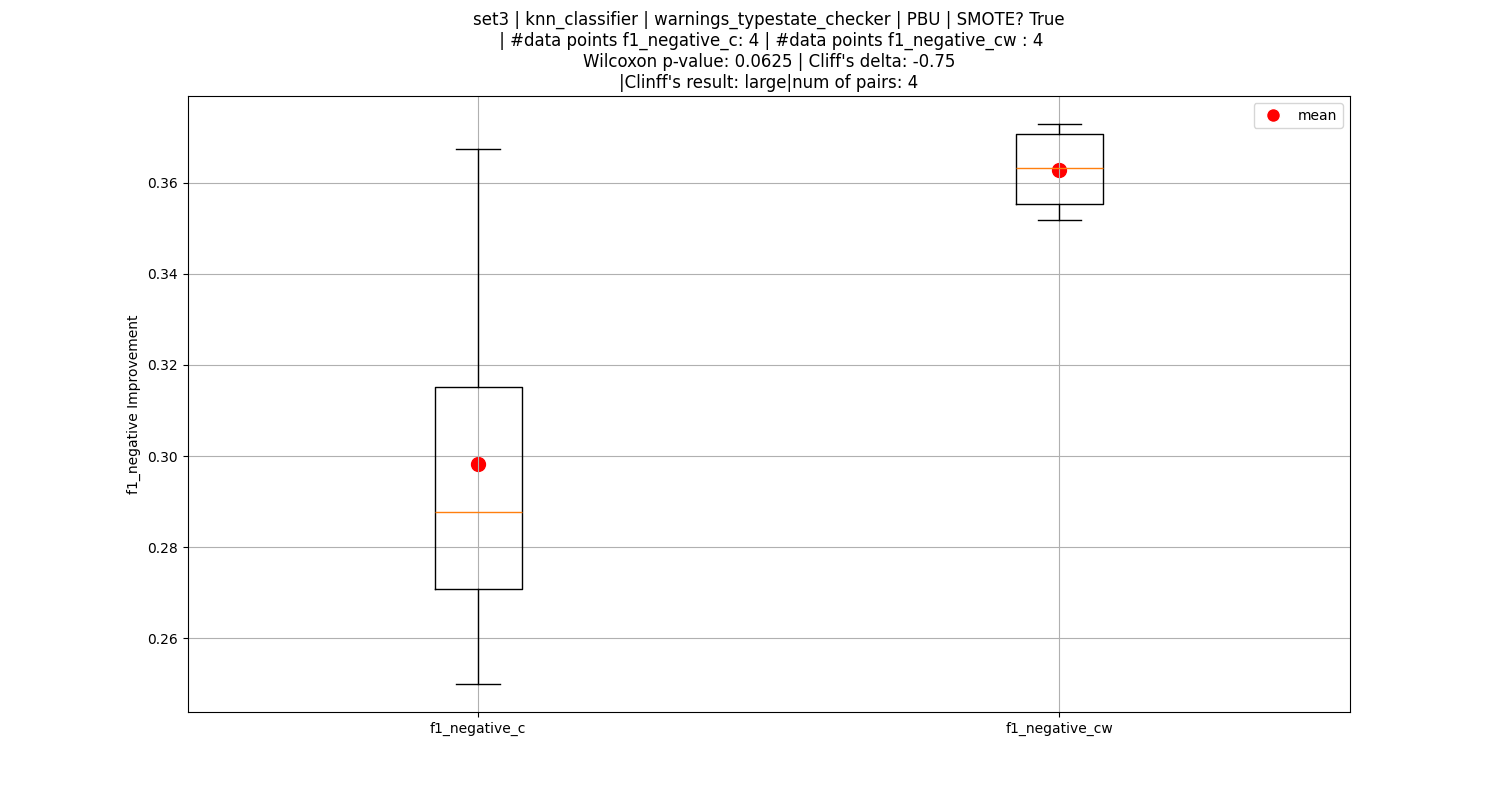 set3 | knn_classifier | warnings_typestate_checker | PBU | SMOTE? True
| #data points f1_negative_c: 4 | #data points f1_negative_cw : 4
Wilcoxon p-value: 0.0625 | Cliff's delta: -0.75
|Clinff's result: large|num of pairs: 4
mean
0.36
0.34
0.32
0.30
0.28
0.26
f1_negative Improvement
f1_negative_c
f1_negative_cw